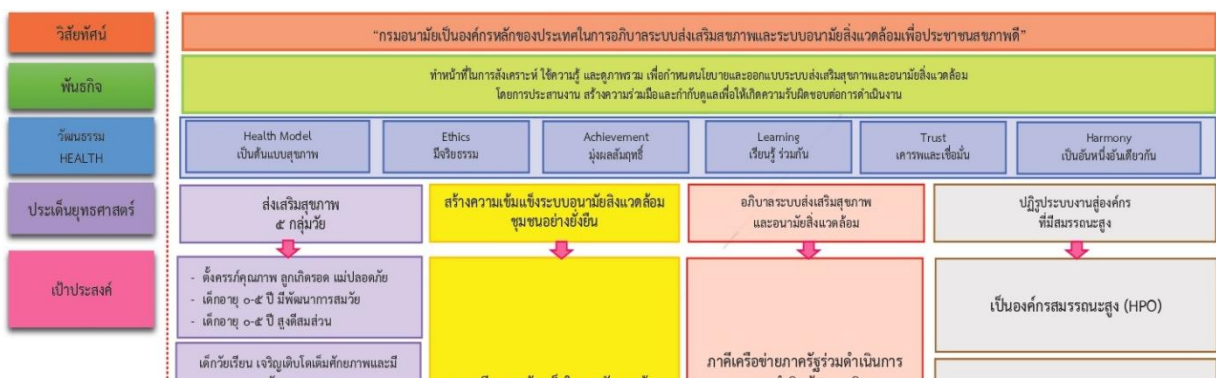 วิสัยทัศน์
“กรมอนามัยเป็นองค์กรหลักของประเทศในการอภิบาลระบบส่งเสริมสุขภาพและระบบอนามัยสิ่งแวดล้อมเพื่อประชาชนสุขภาพดี”
พันธกิจ
ทำหน้าที่ในการสังเคราะห์ ใช้ความรู้ และดูภาพรวม เพื่อกำหนดนโยบายและออกแบบระบบส่งเสริมสุขภาพและอนามัยสิ่งแวดล้อม
โดยการประสานงาน สร้างความร่วมมือและกำกับดูแลเพื่อให้เกิดความรับผิดชอบต่อการดำเนินงาน
วัฒนธรรม
HEALTH
Health Model
เป็นต้นแบบสุขภาพ
Ethics
มีจริยธรรม
Achievement
มุ่งผลสัมฤทธิ์
Learning
เรียนรู้ ร่วมกัน
Trust
เคารพและเชื่อมั่น
Harmony
เป็นอันหนึ่งอันเดียวกัน
ประเด็นยุทธศาสตร์
ส่งเสริมสุขภาพ
๕ กลุ่มวัย
สร้างความเข้มแข็งระบบอนามัยสิ่งแวดล้อม
ชุมชนอย่างยั่งยืน
อภิบาลระบบส่งเสริมสุขภาพ
และอนามัยสิ่งแวดล้อม
ปฏิรูประบบงานสู่องค์กร
ที่มีสมรรถนะสูง
เป้าประสงค์
- ตั้งครรภ์คุณภาพ ลูกเกิดรอด แม่ปลอดภัย
- เด็กอายุ ๐-๕ ปี มีพัฒนาการสมวัย
- เด็กอายุ ๐-๕ ปี สูงดีสมส่วน
เด็กวัยเรียน เจริญเติบโตเต็มศักยภาพและมี
ภาคีเครือข่ายภาครัฐร่วมดำเนินการ
เป็นองค์กรสมรรถนะสูง (HPO)